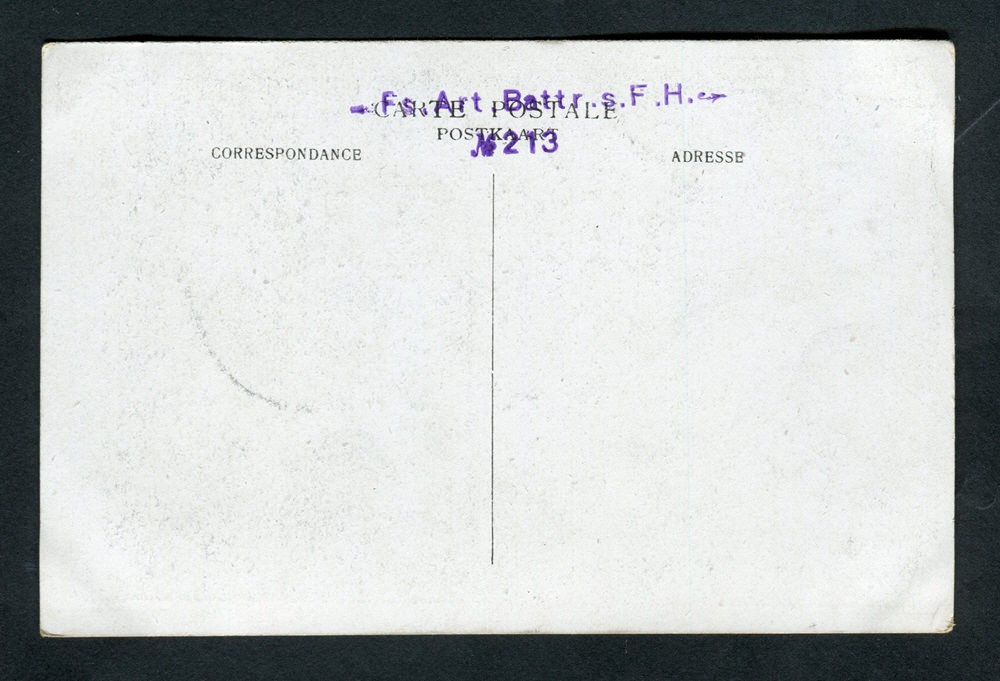 Fs. Art. Battr. s. F. H.
CARTE POSTALE
POSTKAART
№ 213
CORRESPONDANCE
ADRESSE